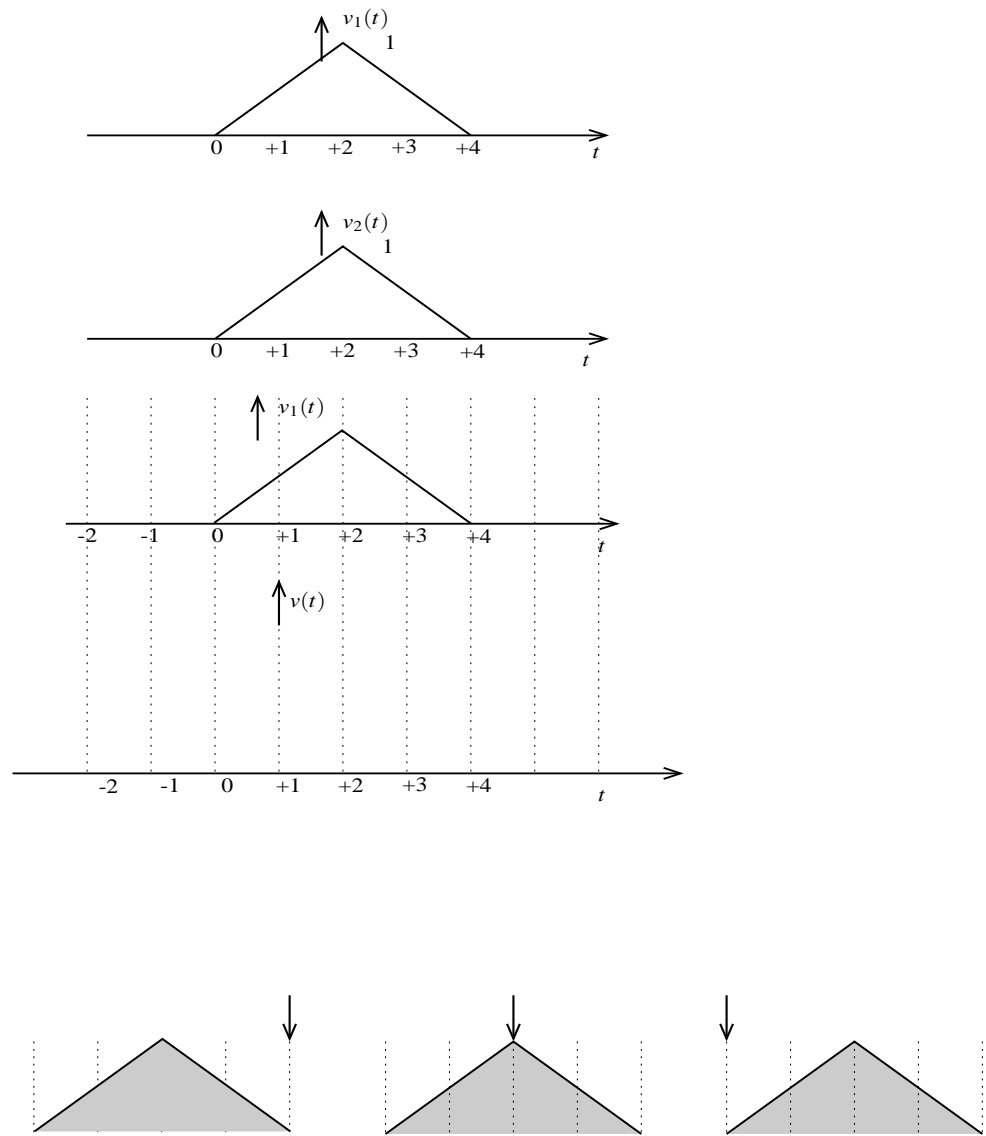 v₁(t)
1
0 +1 +2 +3 +4
t
v₂(t)
1
0 +1 +2 +3 +4
t
v₁(t)
-2 -1 0 +1 +2 +3 +4
t
v(t)
-2 -1 0 +1 +2 +3 +4
t